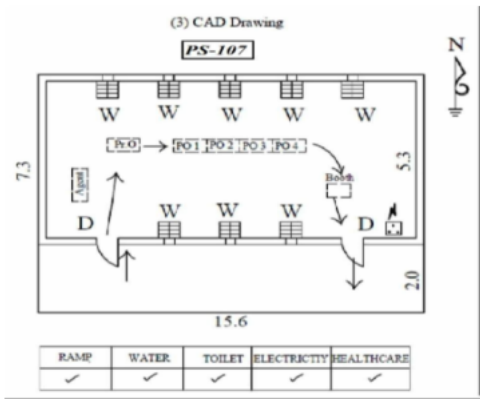 (3) CAD Drawing
PS-107
N
W W W W W
Pr.O PO 1 PO 2 PO 3 PO 4
7.3
Agent
Booth
5.3
D W W W D
2.0
15.6
RAMP WATER TOILET ELECTRICTIY HEALTHCARE
✓ ✓ ✓ ✓ ✓